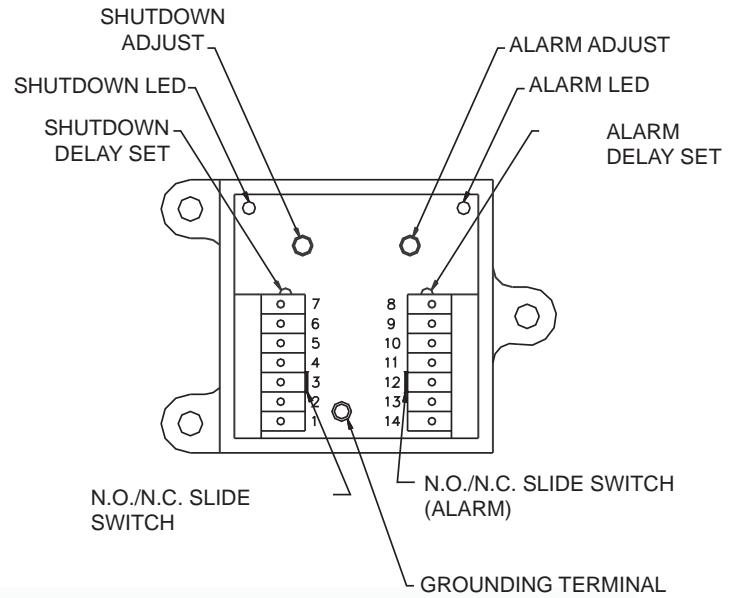 SHUTDOWN
ADJUST
ALARM ADJUST
SHUTDOWN LED
ALARM LED
SHUTDOWN
DELAY SET
ALARM
DELAY SET
7
6
5
4
3
2
1
8
9
10
11
12
13
14
N.O./N.C. SLIDE
SWITCH
N.O./N.C. SLIDE SWITCH
(ALARM)
GROUNDING TERMINAL